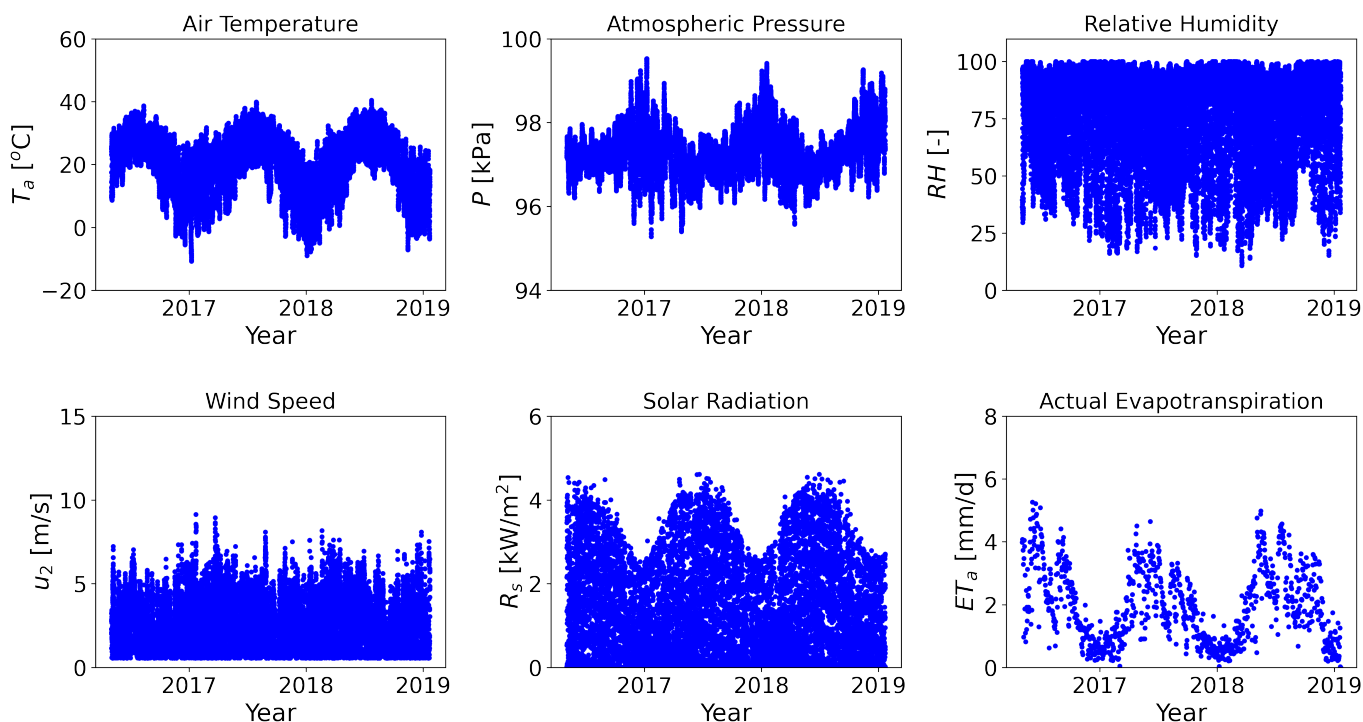 Air Temperature
60
40
20
0
−20
T_a [°C]
2017 2018 2019
Year
Atmospheric Pressure
100
98
96
94
P [kPa]
2017 2018 2019
Year
Relative Humidity
100
75
50
25
0
RH [-]
2017 2018 2019
Year
Wind Speed
15
10
5
0
u₂ [m/s]
2017 2018 2019
Year
Solar Radiation
6
4
2
0
Rₛ [kW/m²]
2017 2018 2019
Year
Actual Evapotranspiration
8
6
4
2
0
ET_a [mm/d]
2017 2018 2019
Year